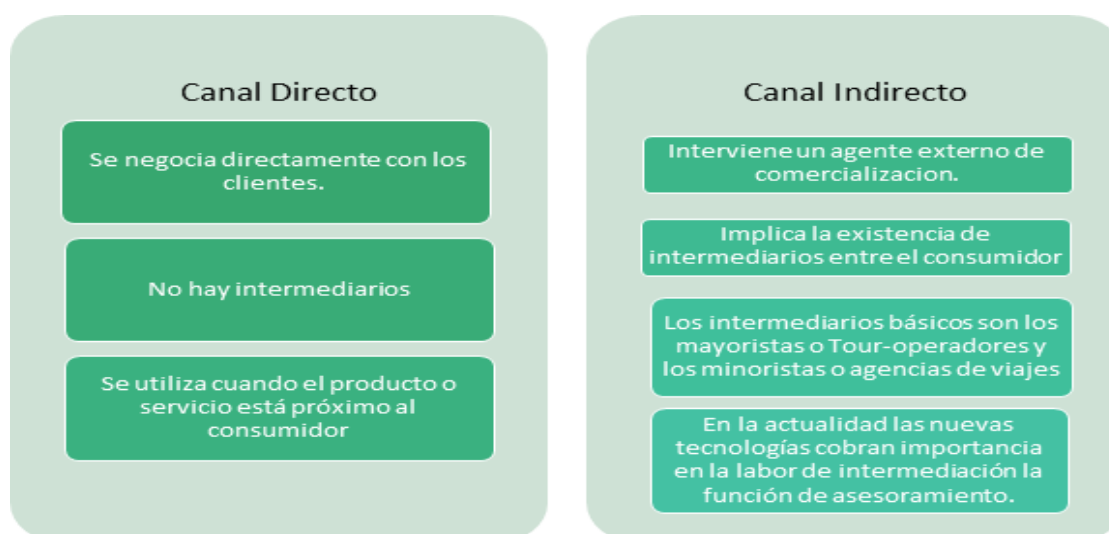 Canal Directo
Se negocia directamente con los
clientes.
No hay intermediarios
Se utiliza cuando el producto o
servicio está próximo al
consumidor
Canal Indirecto
Interviene un agente externo de
comercializacion.
Implica la existencia de
intermediarios entre el consumidor
Los intermediarios básicos son los
mayoristas o Tour-operadores y
los minoristas o agencias de viajes
En la actualidad las nuevas
tecnologías cobran importancia
en la labor de intermediación la
función de asesoramiento.